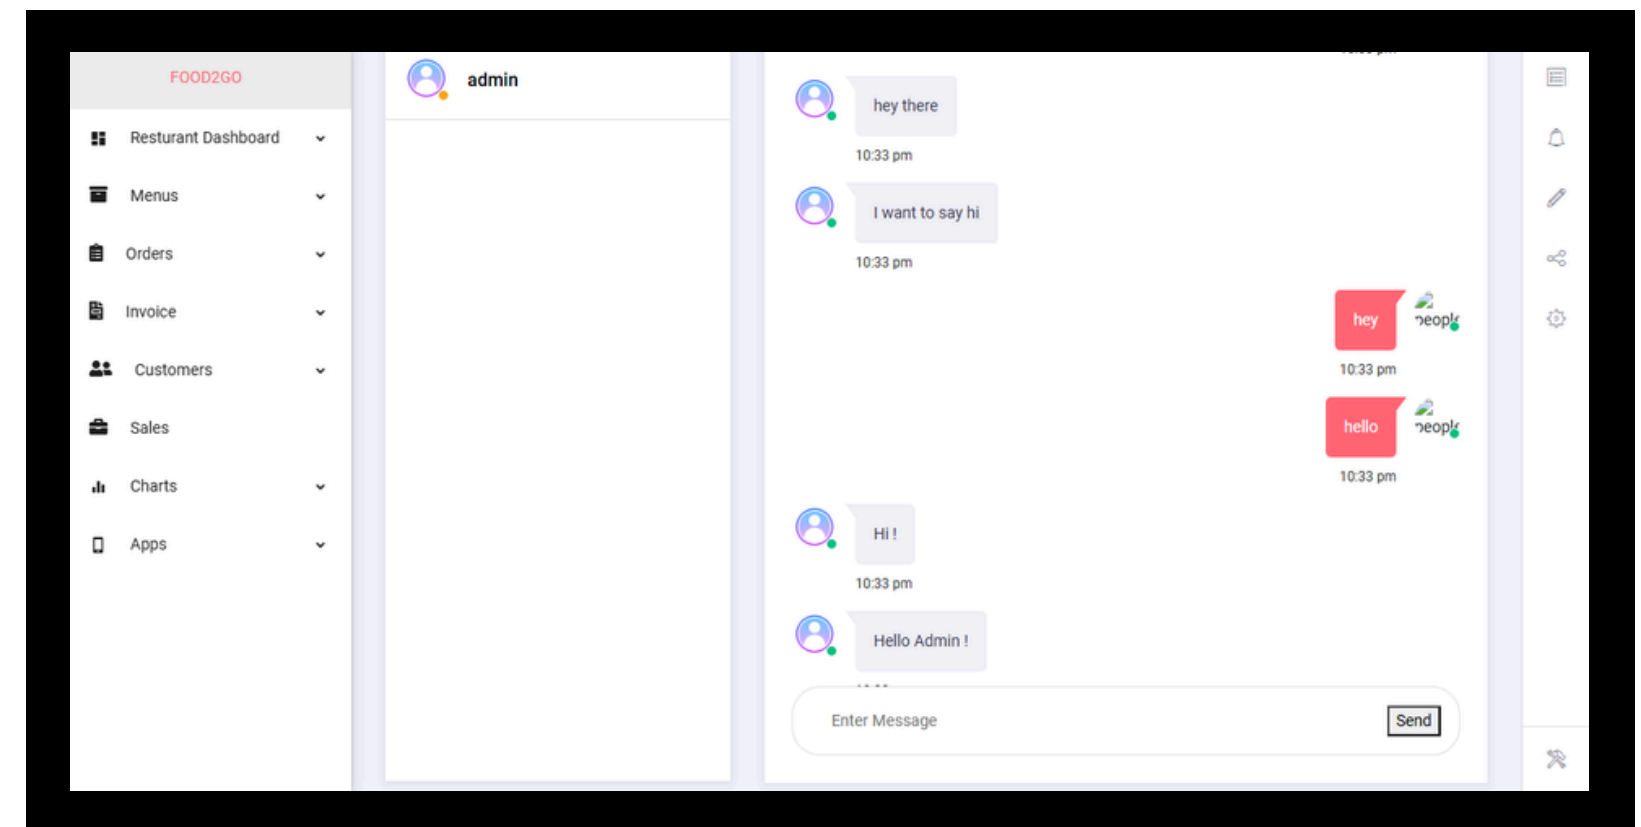 FOOD2GO
Resturant Dashboard
Menus
Orders
Invoice
Customers
Sales
Charts
Apps
admin
hey there
10:33 pm
I want to say hi
10:33 pm
hey
10:33 pm
hello
10:33 pm
Hi !
10:33 pm
Hello Admin !
Enter Message
Send